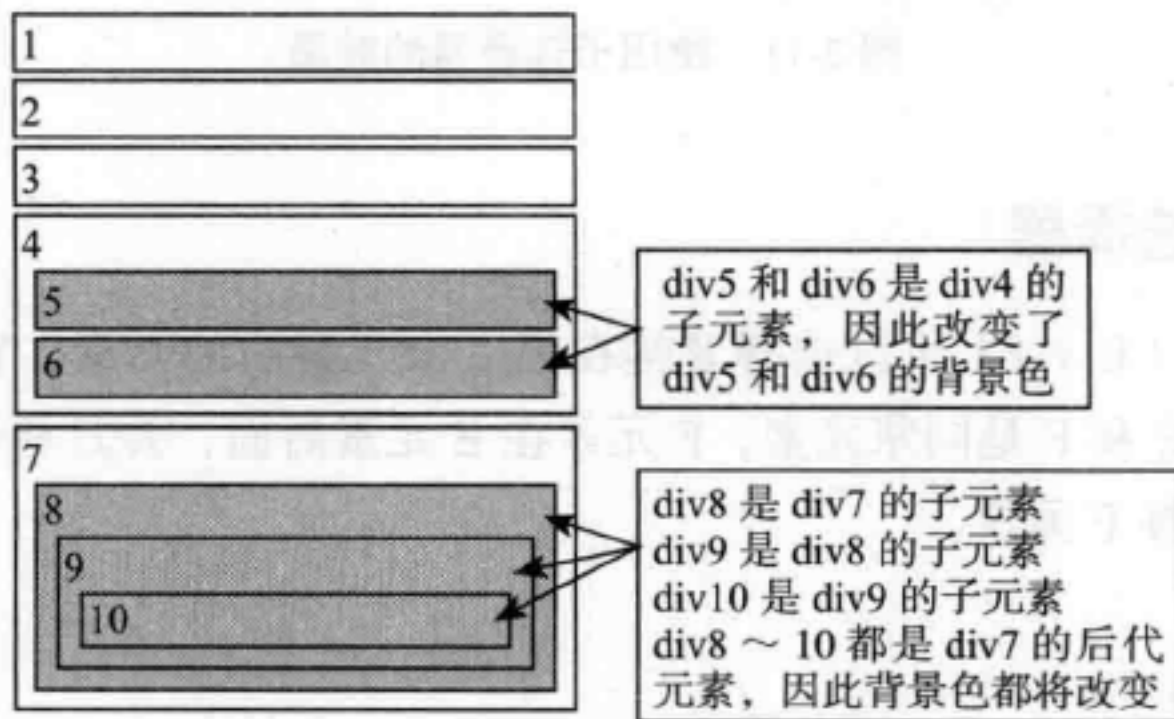 1
2
3
4
5
6
div5 和 div6 是 div4 的
子元素，因此改变了
div5 和 div6 的背景色
7
8
9
10
div8 是 div7 的子元素
div9 是 div8 的子元素
div10 是 div9 的子元素
div8 ～ 10 都是 div7 的后代
元素，因此背景色都将改变